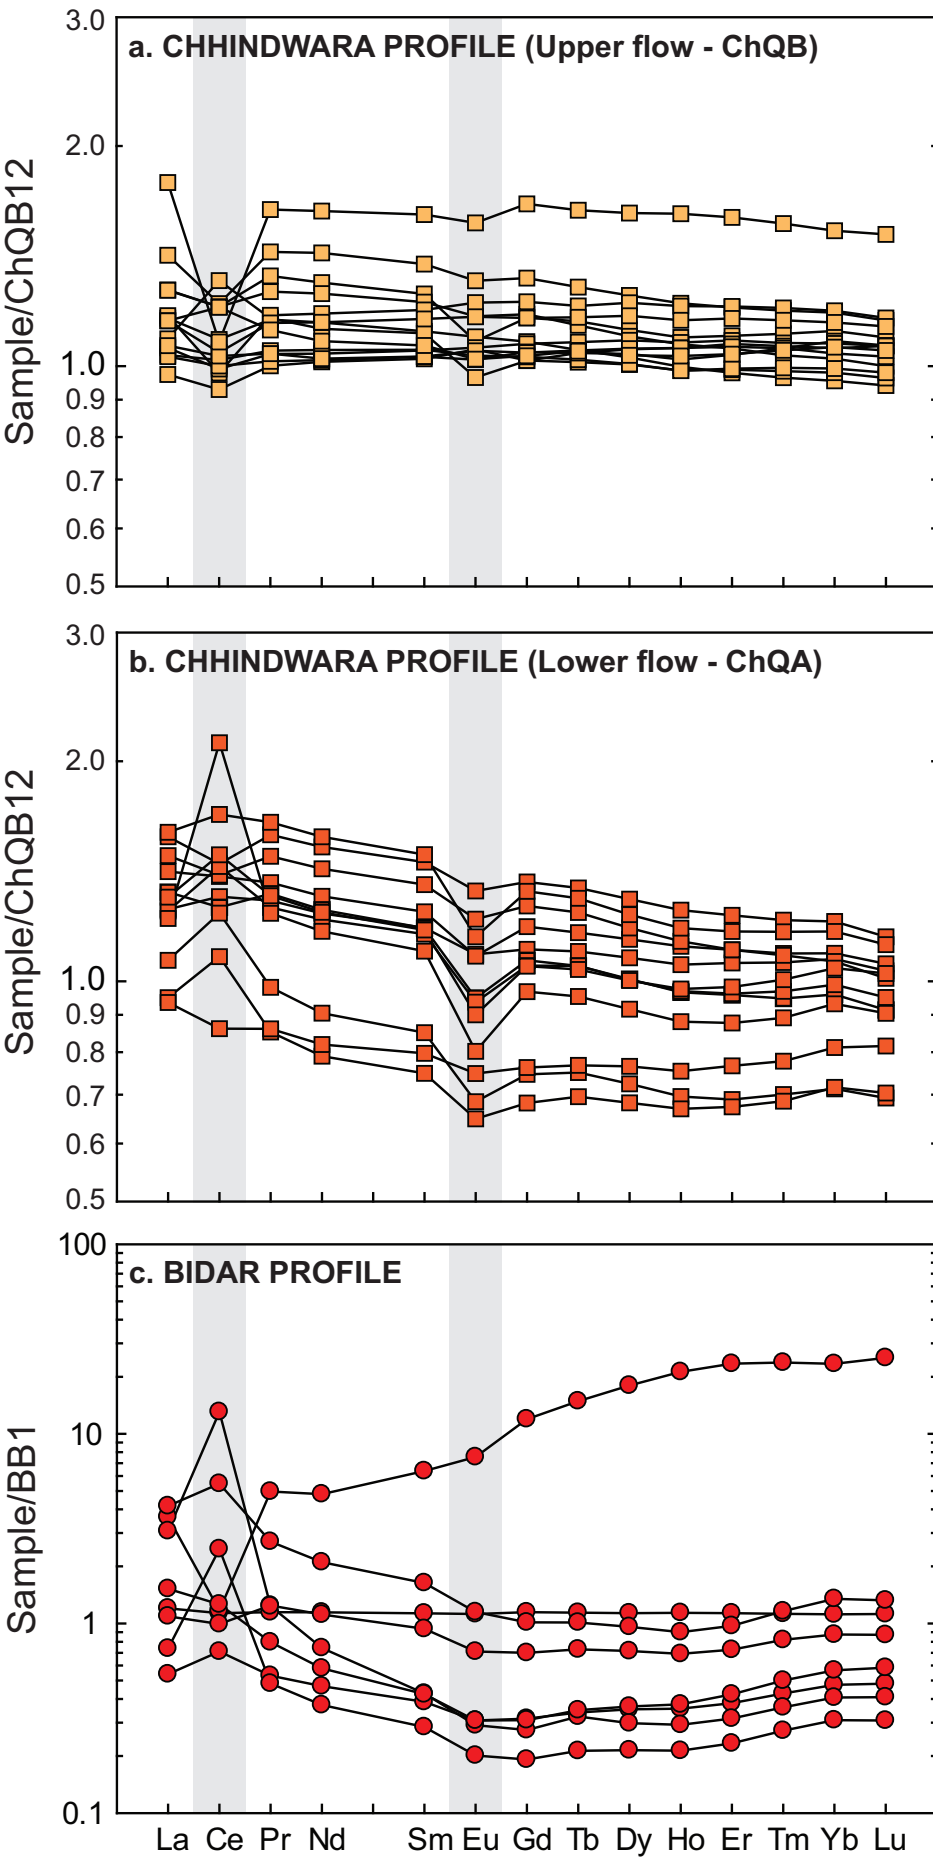 3.0
a. CHHINDWARA PROFILE (Upper flow - ChQB)
2.0
Sample/ChQB12
1.0
0.9
0.8
0.7
0.6
0.5
3.0
b. CHHINDWARA PROFILE (Lower flow - ChQA)
2.0
Sample/ChQB12
1.0
0.9
0.8
0.7
0.6
0.5
100
c. BIDAR PROFILE
10
Sample/BB1
1
0.1
La Ce Pr Nd Sm Eu Gd Tb Dy Ho Er Tm Yb Lu